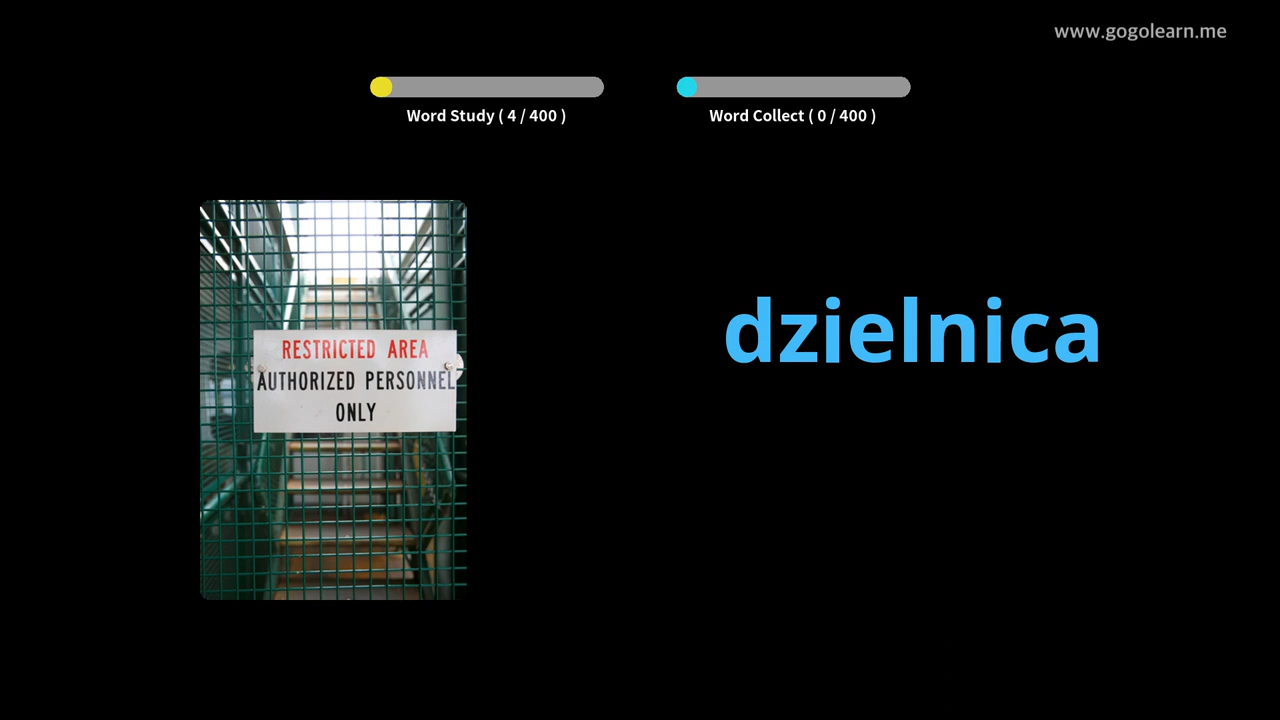 www.gogolearn.me
Word Study ( 4 / 400 )
Word Collect ( 0 / 400 )
RESTRICTED AREA
AUTHORIZED PERSONNEL
ONLY
dzielnica